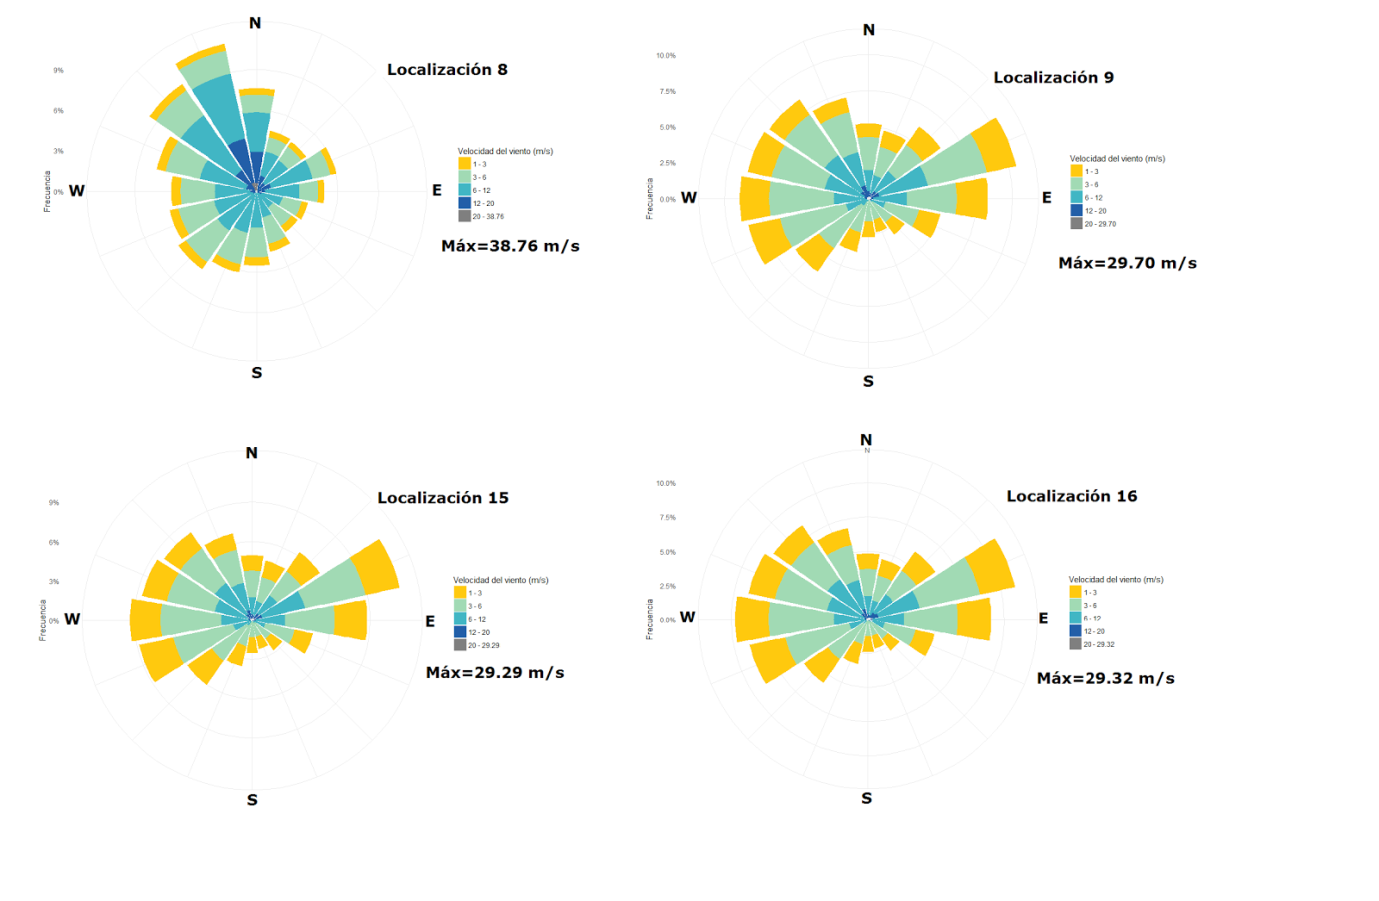 N
Localización 8
9%
6%
3%
0%
Frecuencia
W
E
S
Velocidad del viento (m/s)
1 - 3
3 - 6
6 - 12
12 - 20
20 - 38.76
Máx=38.76 m/s
N
Localización 9
10.0%
7.5%
5.0%
2.5%
0.0%
Frecuencia
W
E
S
Velocidad del viento (m/s)
1 - 3
3 - 6
6 - 12
12 - 20
20 - 29.70
Máx=29.70 m/s
N
Localización 15
9%
6%
3%
0%
Frecuencia
W
E
S
Velocidad del viento (m/s)
1 - 3
3 - 6
6 - 12
12 - 20
20 - 29.29
Máx=29.29 m/s
N
N
Localización 16
10.0%
7.5%
5.0%
2.5%
0.0%
Frecuencia
W
E
S
Velocidad del viento (m/s)
1 - 3
3 - 6
6 - 12
12 - 20
20 - 29.32
Máx=29.32 m/s